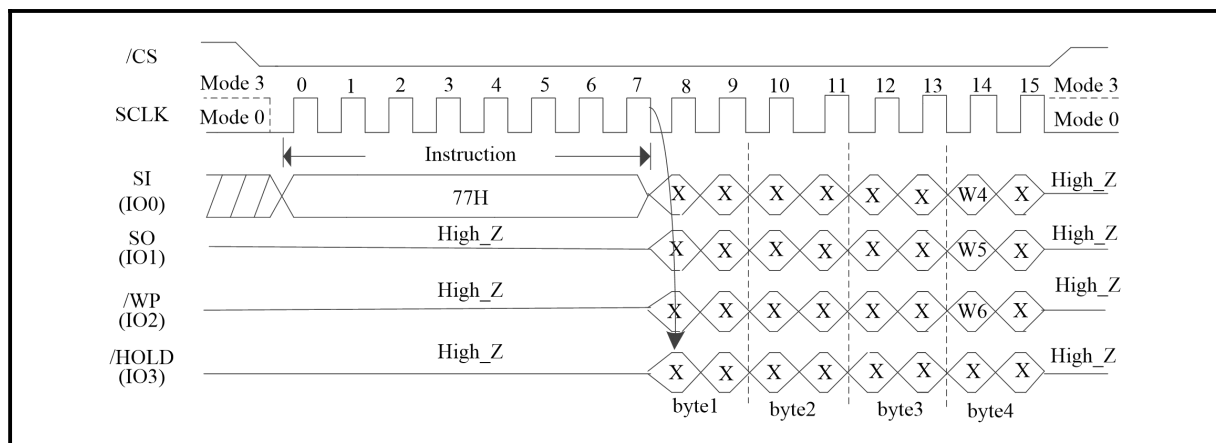 /CS
Mode 3 0 1 2 3 4 5 6 7 8 9 10 11 12 13 14 15 Mode 3
SCLK Mode 0 Mode 0
Instruction
SI
(IO0) 77H X X X X X X W4 X High_Z
SO
(IO1) High_Z X X X X X X W5 X High_Z
/WP
(IO2) High_Z X X X X X X W6 X High_Z
/HOLD
(IO3) High_Z X X X X X X X X High_Z
byte1 byte2 byte3 byte4